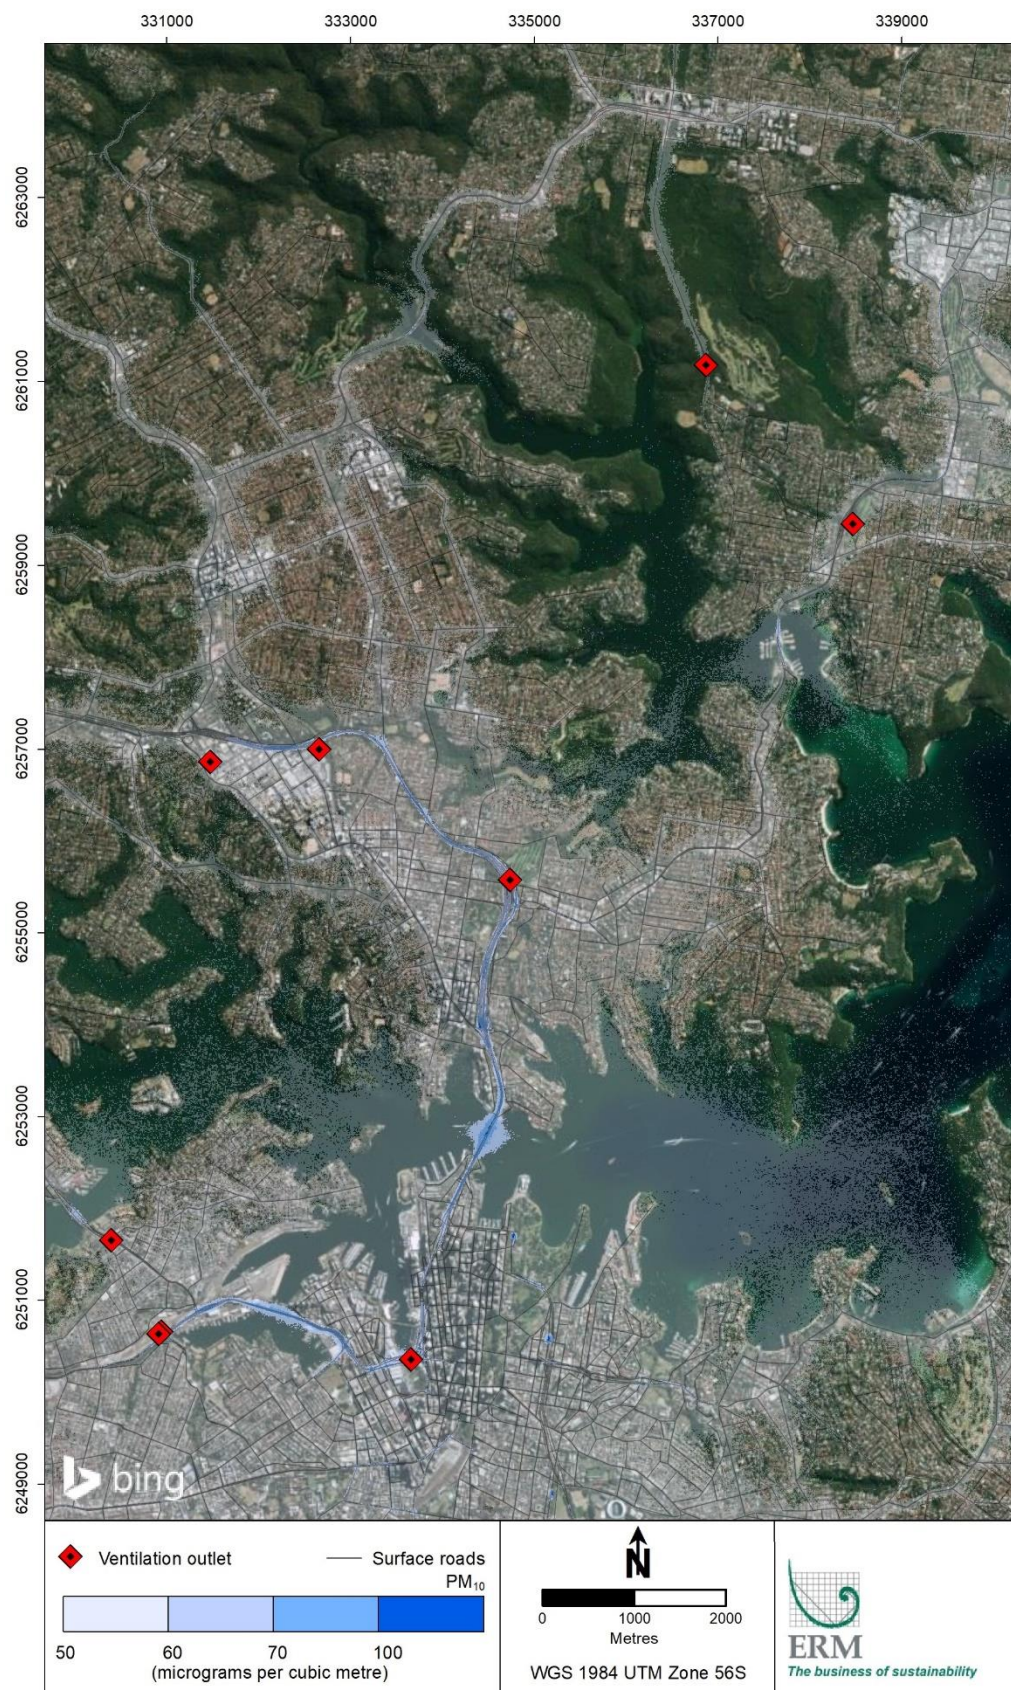 331000 333000 335000 337000 339000
6263000
6261000
6259000
6257000
6255000
6253000
6251000
6249000
bing
Ventilation outlet
Surface roads
PM₁₀
50 60 70 100
(micrograms per cubic metre)
N
0 1000 2000
Metres
WGS 1984 UTM Zone 56S
ERM
The business of sustainability